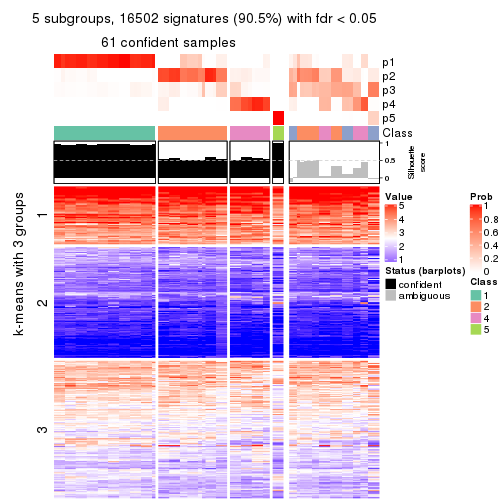 5 subgroups, 16502 signatures (90.5%) with fdr < 0.05
61 confident samples
p1
p2
p3
p4
p5
Class
1
0.5
0
Silhouette
score
k-means with 3 groups
1
2
3
Value
5
4
3
2
1
Status (barplots)
confident
ambiguous
Prob
1
0.8
0.6
0.4
0.2
0
Class
1
2
4
5